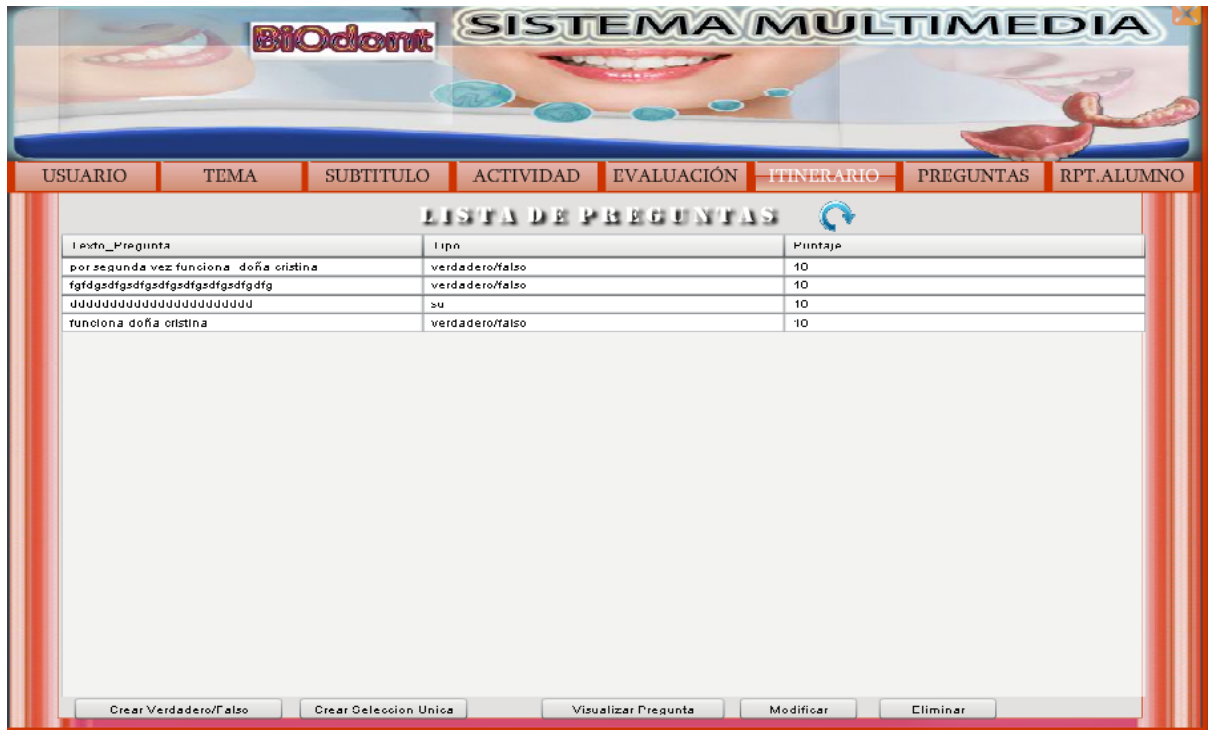 BiOdont
SISTEMA MULTIMEDIA
USUARIO TEMA SUBTITULO ACTIVIDAD EVALUACIÓN ITINERARIO PREGUNTAS RPT.ALUMNO
LISTA DE PREGUNTAS
Texto_Pregunta Tipo Puntaje
por segunda vez funciona doña cristina verdadero/falso 10
fgfdgsdfgsdfgsdfgsdfgsdfgsdfgdfg verdadero/falso 10
su 10
funciona doña cristina verdadero/falso 10
Crear Verdadero/Falso Crear Seleccion Unica Visualizar Pregunta Modificar Eliminar